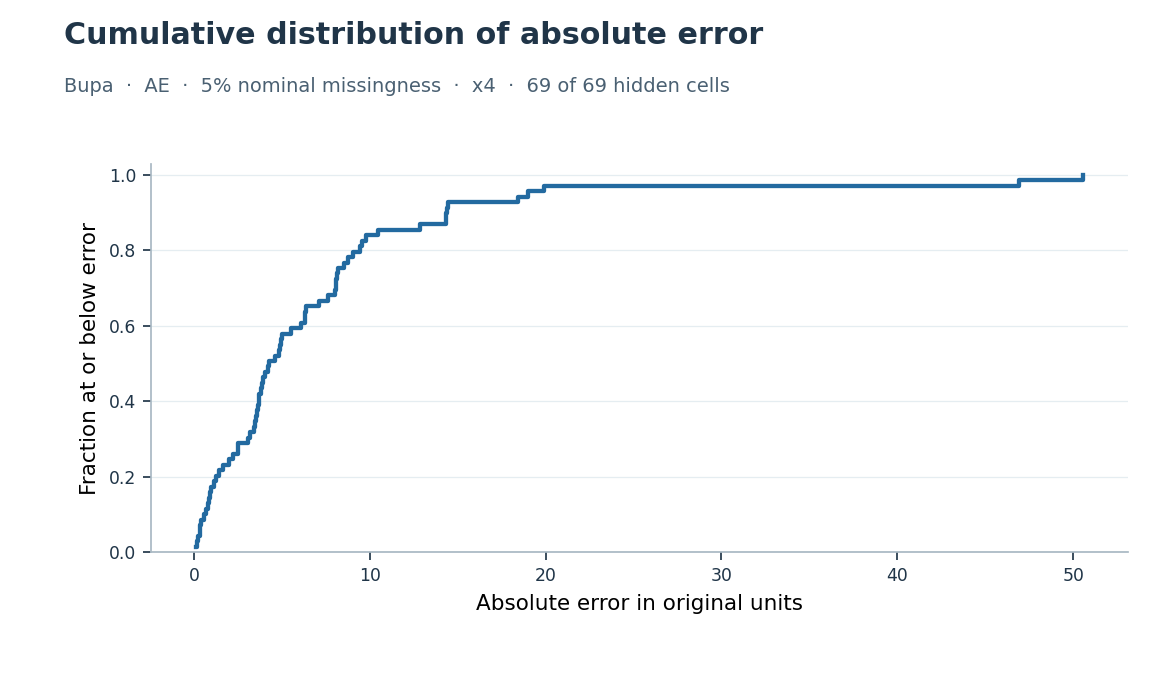 Cumulative distribution of absolute error
Bupa · AE · 5% nominal missingness · x4 · 69 of 69 hidden cells
Fraction at or below error
1.0
0.8
0.6
0.4
0.2
0.0
0 10 20 30 40 50
Absolute error in original units